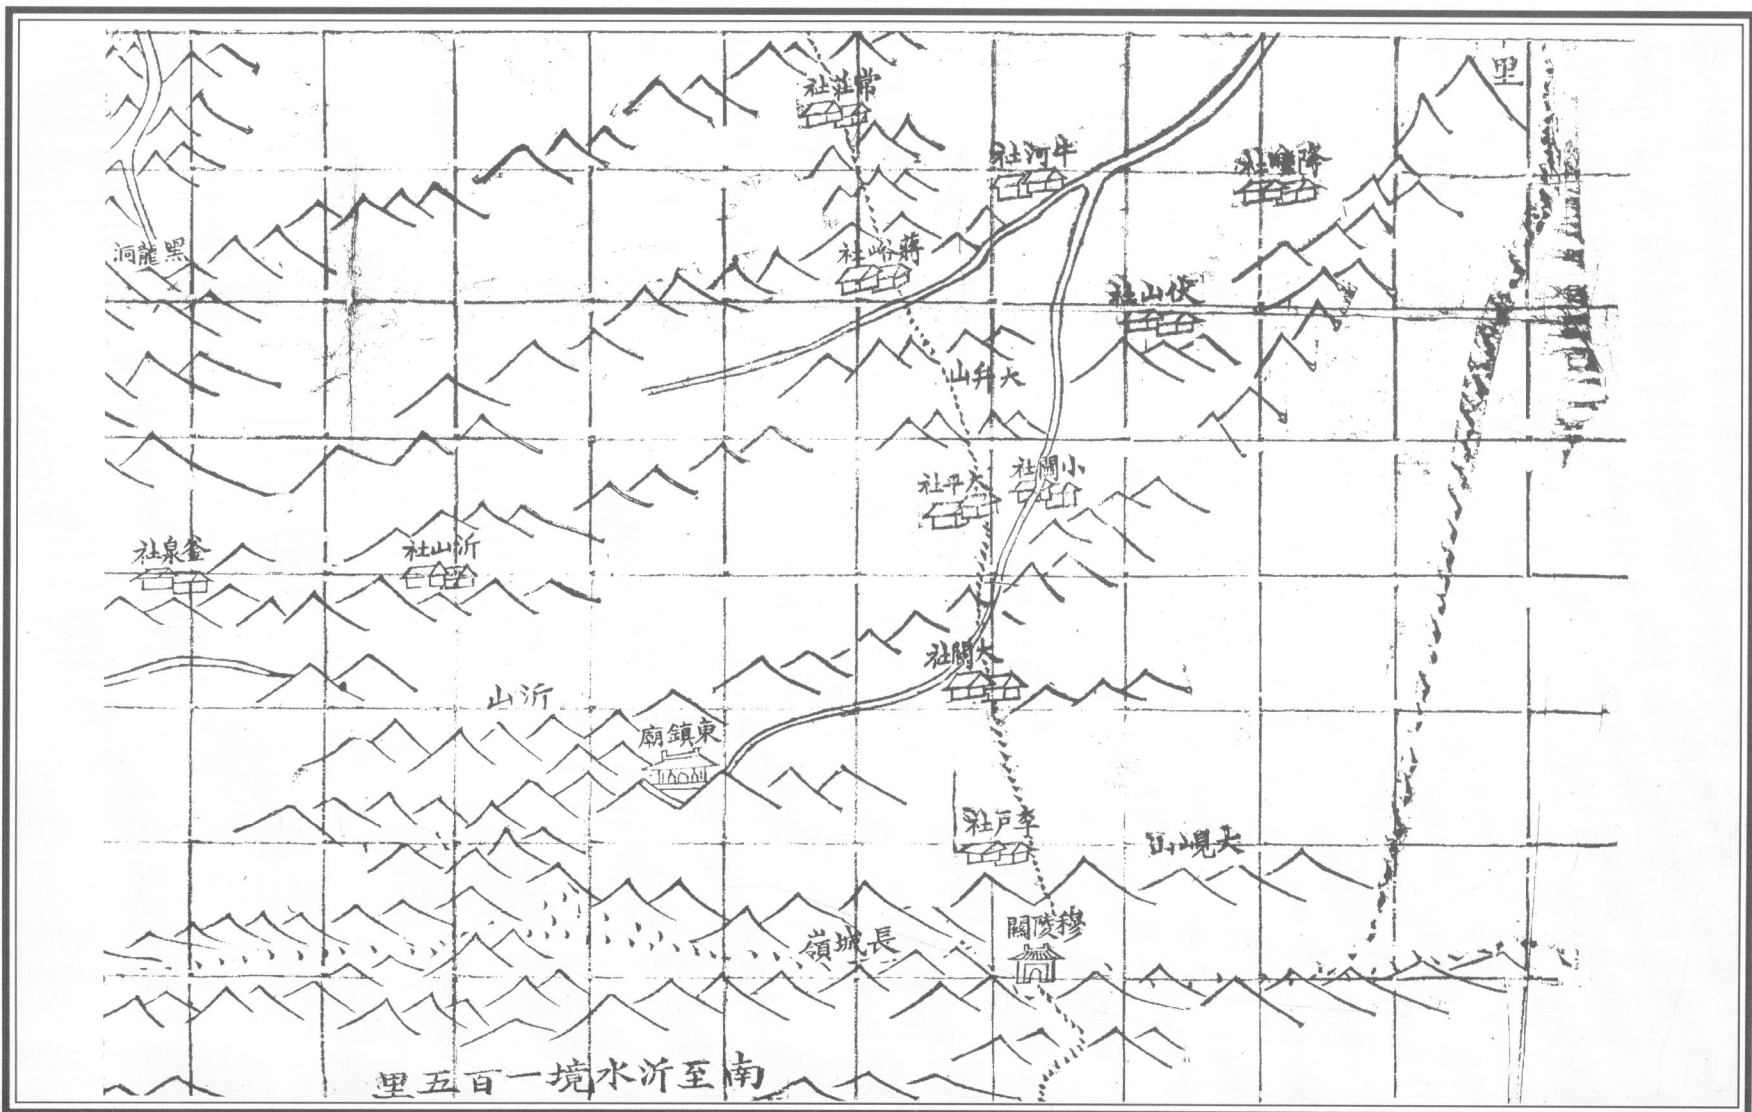 里
常莊社
牛河社
蔣峪社
黑龍洞
伏山社
大弁山
小關社
太平社
沂山社
釜泉社
大關社
沂山
東鎮廟
李戶社
大峴山
穆陵關
長城嶺
南至沂水境一百五里